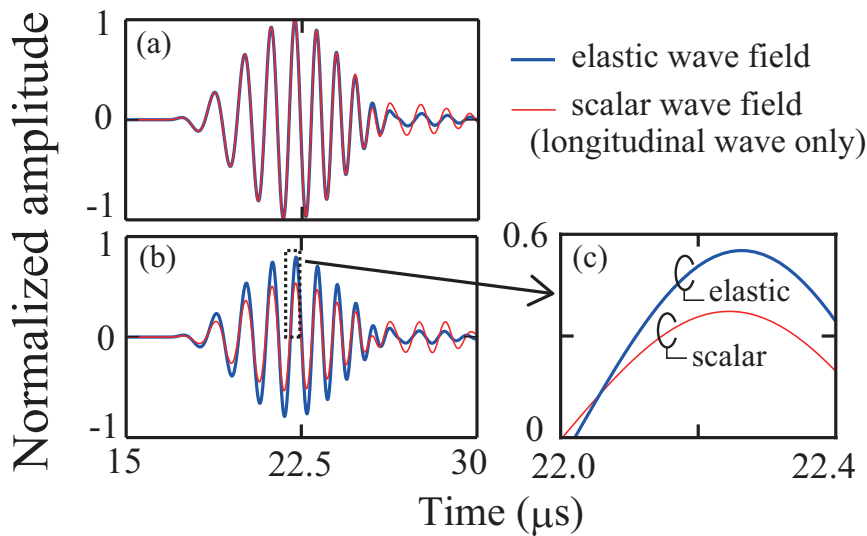 Normalized amplitude
1
(a)
0
-1
elastic wave field
scalar wave field
(longitudinal wave only)
1
(b)
0
-1
15
22.5
30
0.6
(c)
elastic
scalar
0
22.0
22.4
Time (μs)